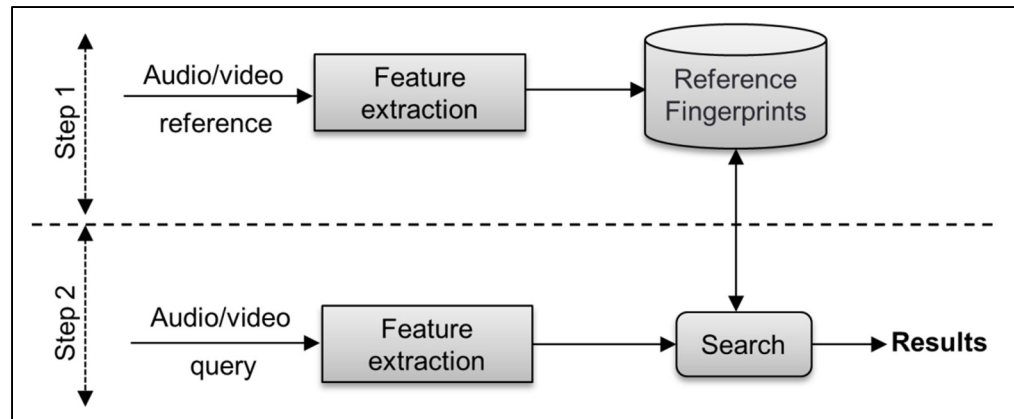 Step 1
Audio/video
reference
Feature
extraction
Reference
Fingerprints
Step 2
Audio/video
query
Feature
extraction
Search
Results